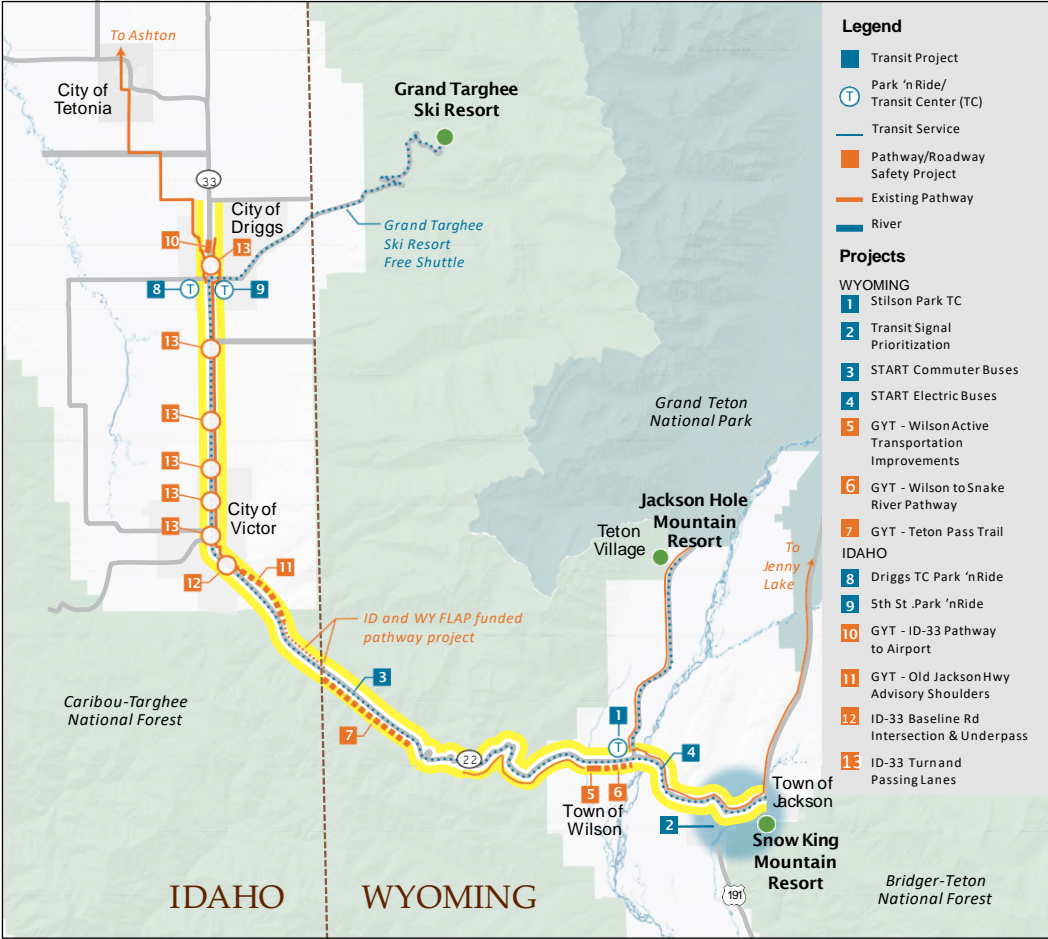 To Ashton
City of
Tetonia
Grand Targhee
Ski Resort
33
City of
Driggs
10
13
Grand Targhee
Ski Resort
Free Shuttle
8
T
T
9
13
13
13
13
City of
Victor
13
12
11
ID and WY FLAP funded
pathway project
3
7
Caribou-Targhee
National Forest
Grand Teton
National Park
Jackson Hole
Mountain
Resort
Teton
Village
To
Jenny
Lake
1
T
22
4
5
6
Town of
Wilson
2
Town of
Jackson
Snow King
Mountain
Resort
191
Bridger-Teton
National Forest
IDAHO
WYOMING
Legend
Transit Project
T
Park 'n Ride/
Transit Center (TC)
Transit Service
Pathway/Roadway
Safety Project
Existing Pathway
River
Projects
WYOMING
1 Stilson Park TC
2 Transit Signal
Prioritization
3 START Commuter Buses
4 START Electric Buses
5 GYT - Wilson Active
Transportation
Improvements
6 GYT - Wilson to Snake
River Pathway
7 GYT - Teton Pass Trail
IDAHO
8 Driggs TC Park 'n Ride
9 5th St .Park 'n Ride
10 GYT - ID-33 Pathway
to Airport
11 GYT - Old Jackson Hwy
Advisory Shoulders
12 ID-33 Baseline Rd
Intersection & Underpass
13 ID-33 Turn and
Passing Lanes